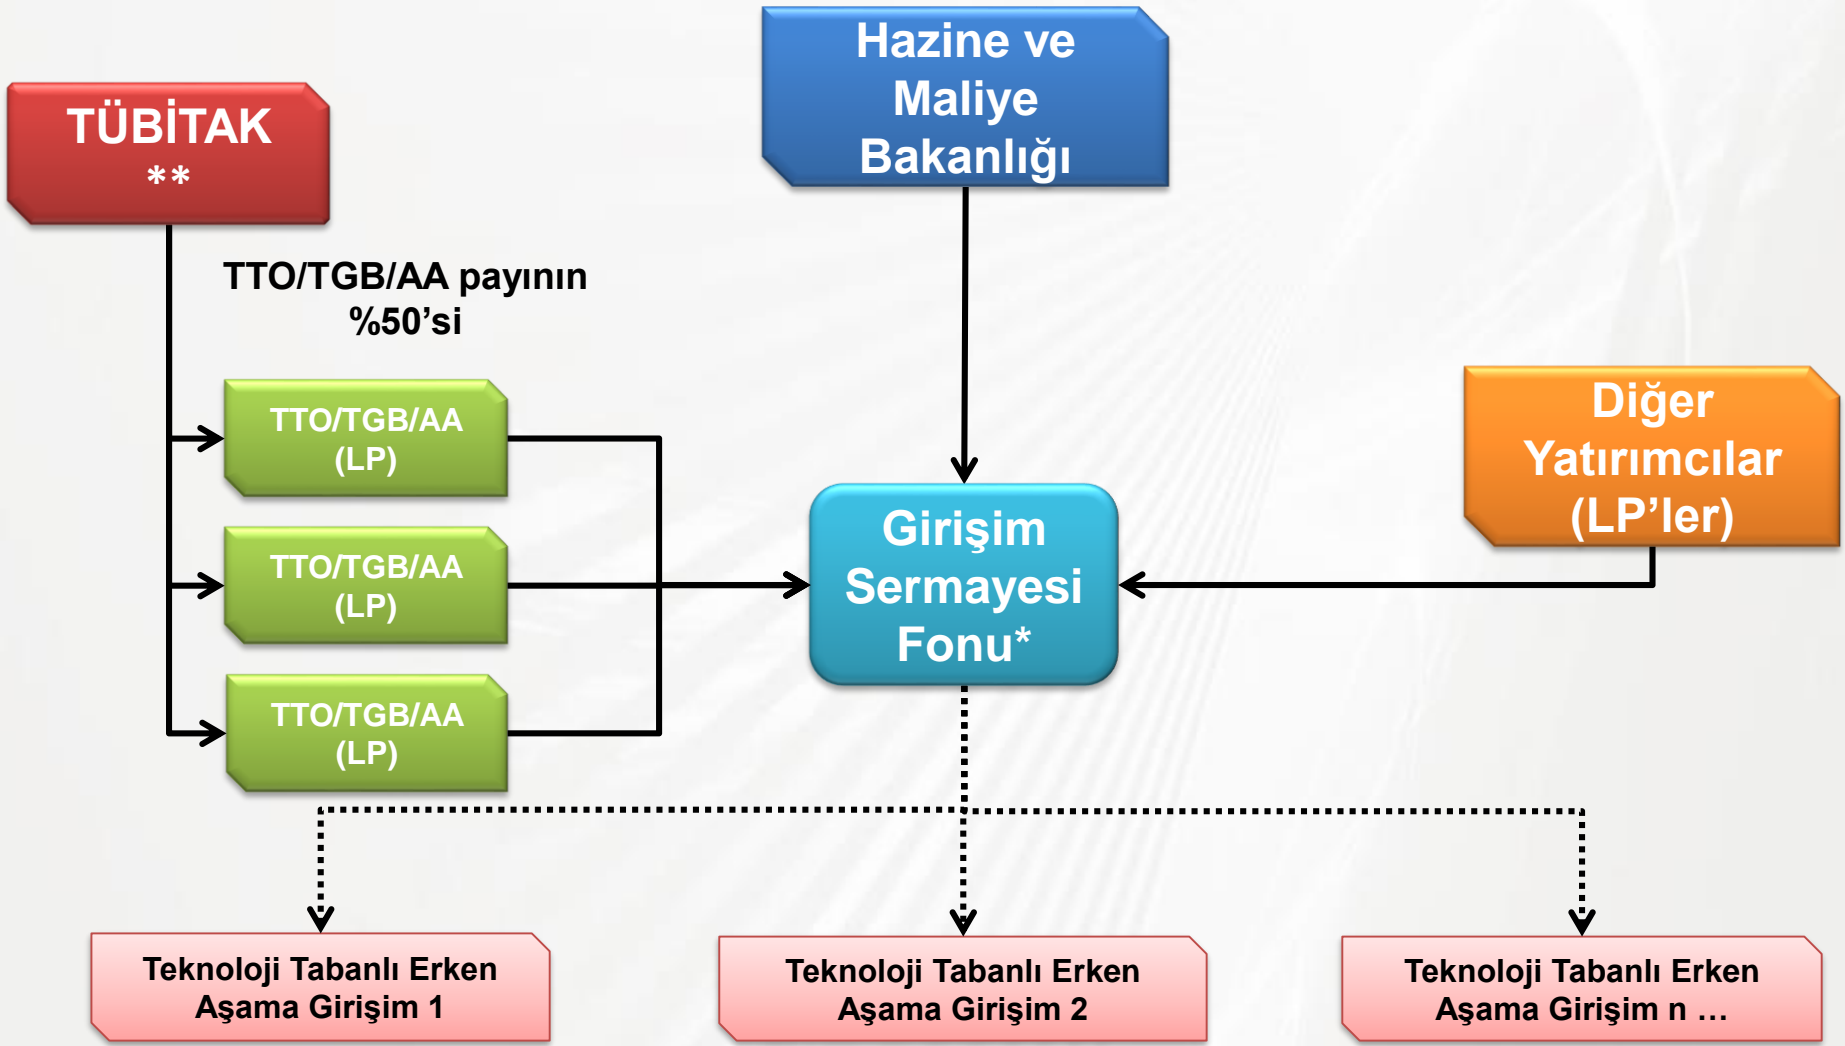 Hazine ve
Maliye
Bakanlığı
TÜBİTAK
**
TTO/TGB/AA payının
%50’si
TTO/TGB/AA
(LP)
TTO/TGB/AA
(LP)
TTO/TGB/AA
(LP)
Girişim
Sermayesi
Fonu*
Diğer
Yatırımcılar
(LP’ler)
Teknoloji Tabanlı Erken
Aşama Girişim 1
Teknoloji Tabanlı Erken
Aşama Girişim 2
Teknoloji Tabanlı Erken
Aşama Girişim n …